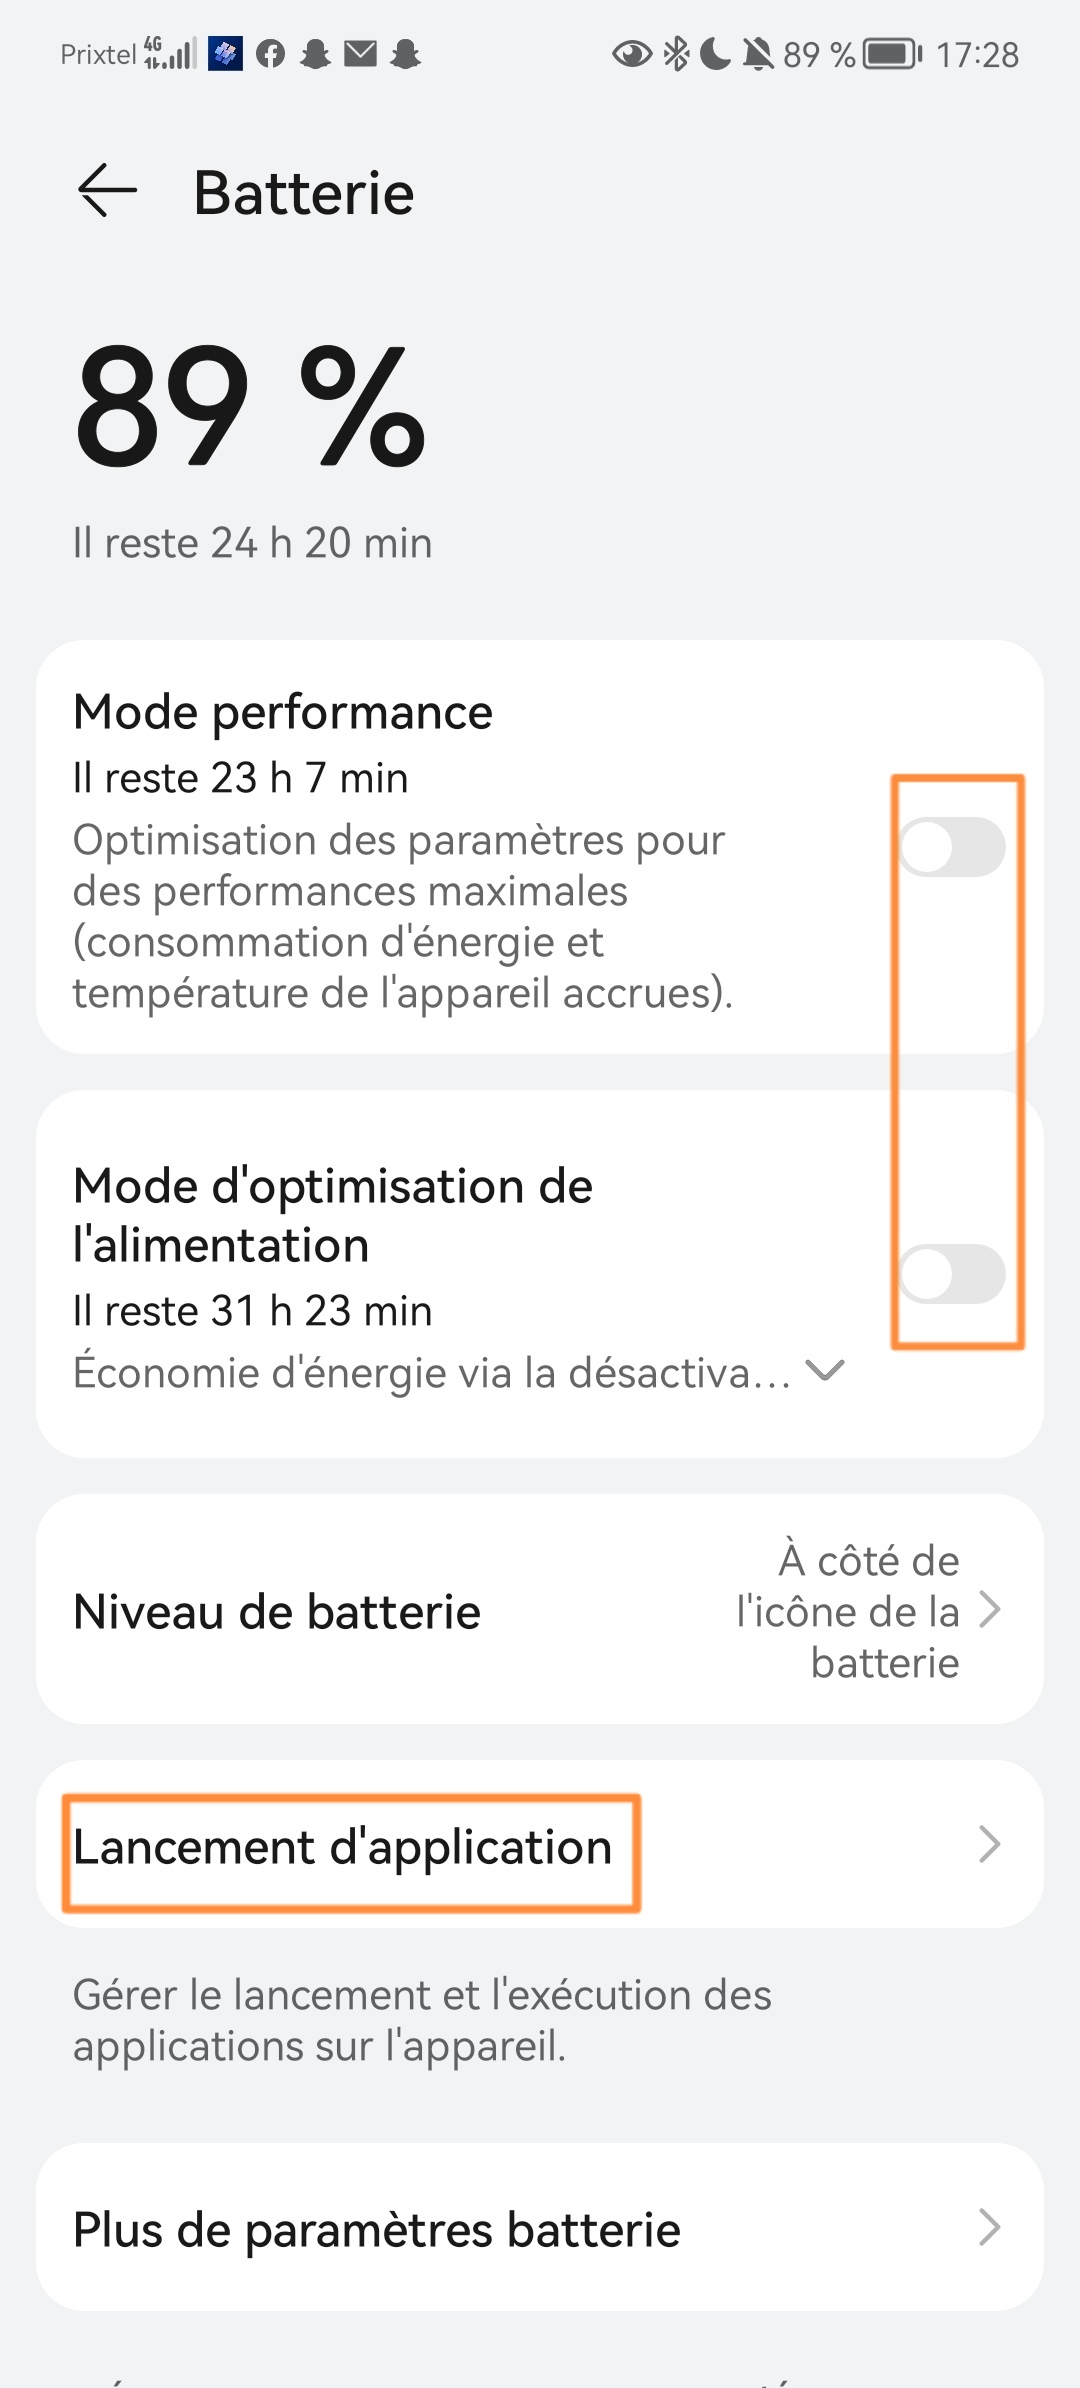 Prixtel 4G 89 % 17:28
Batterie
89 %
Il reste 24 h 20 min
Mode performance
Il reste 23 h 7 min
Optimisation des paramètres pour
des performances maximales
(consommation d'énergie et
température de l'appareil accrues).
Mode d'optimisation de
l'alimentation
Il reste 31 h 23 min
Économie d'énergie via la désactiva...
Niveau de batterie
À côté de
l'icône de la
batterie
Lancement d'application
Gérer le lancement et l'exécution des
applications sur l'appareil.
Plus de paramètres batterie